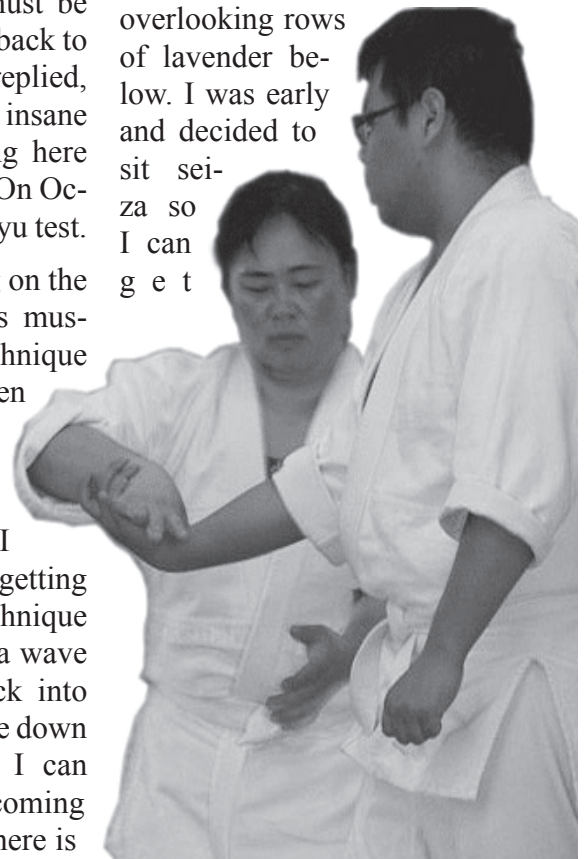 must be
back to
replied,
insane
g here
On Oc-
yu test.
on the
s mus-
hnique
en
I
getting
hnique
a wave
ck into
e down
I can
coming
here is
overlooking rows
of lavender be-
low. I was early
and decided to
sit sei-
za so
I can
g e t